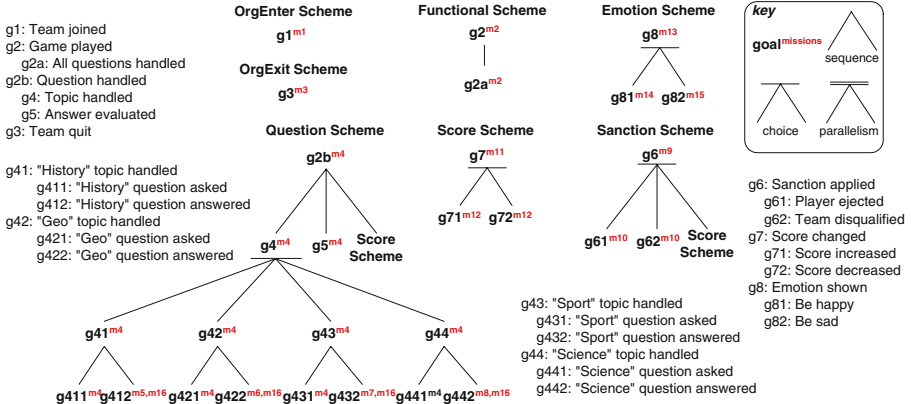 OrgEnter Scheme
g1m1
OrgExit Scheme
g3m3
Functional Scheme
g2m2
g2am2
Emotion Scheme
g8m13
g81m14 g82m15
key
goalmissions
sequence
choice
parallelism
g1: Team joined
g2: Game played
g2a: All questions handled
g2b: Question handled
g4: Topic handled
g5: Answer evaluated
g3: Team quit
g41: "History" topic handled
g411: "History" question asked
g412: "History" question answered
g42: "Geo" topic handled
g421: "Geo" question asked
g422: "Geo" question answered
Question Scheme
g2bm4
g4m4 g5m4 Score
Scheme
g41m4 g42m4 g43m4 g44m4
g411m4 g412m5,m16 g421m4 g422m6,m16 g431m4 g432m7,m16 g441m4 g442m8,m16
Score Scheme
g7m11
g71m12 g72m12
Sanction Scheme
g6m9
g61m10 g62m10 Score
Scheme
g6: Sanction applied
g61: Player ejected
g62: Team disqualified
g7: Score changed
g71: Score increased
g72: Score decreased
g8: Emotion shown
g81: Be happy
g82: Be sad
g43: "Sport" topic handled
g431: "Sport" question asked
g432: "Sport" question answered
g44: "Science" topic handled
g441: "Science" question asked
g442: "Science" question answered